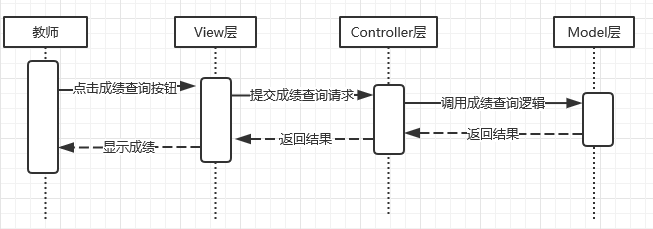 教师
View层
Controller层
Model层
点击成绩查询按钮
提交成绩查询请求
调用成绩查询逻辑
返回结果
返回结果
显示成绩